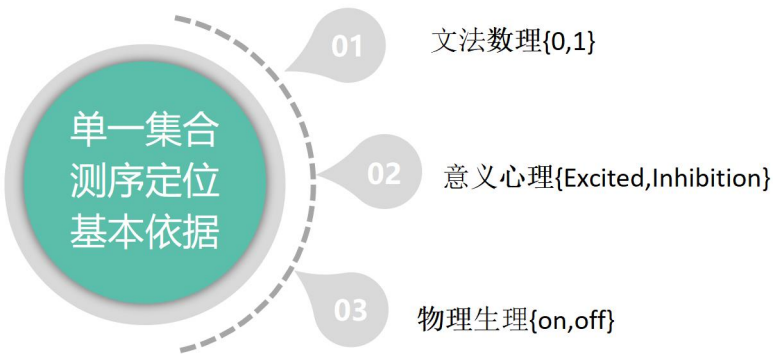 单一集合
测序定位
基本依据
01
文法数理{0,1}
02
意义心理{Excited,Inhibition}
03
物理生理{on,off}